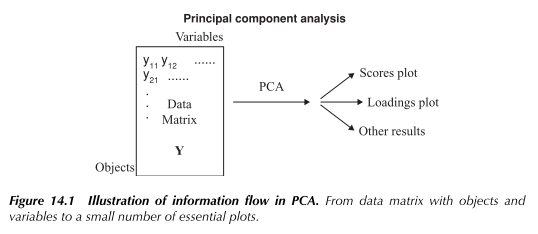 Principal component analysis
Variables
y11 y12 ......
y21 ......
.
.
.
Data
Matrix
Y
Objects
PCA
Scores plot
Loadings plot
Other results
Figure 14.1 Illustration of information flow in PCA. From data matrix with objects and
variables to a small number of essential plots.